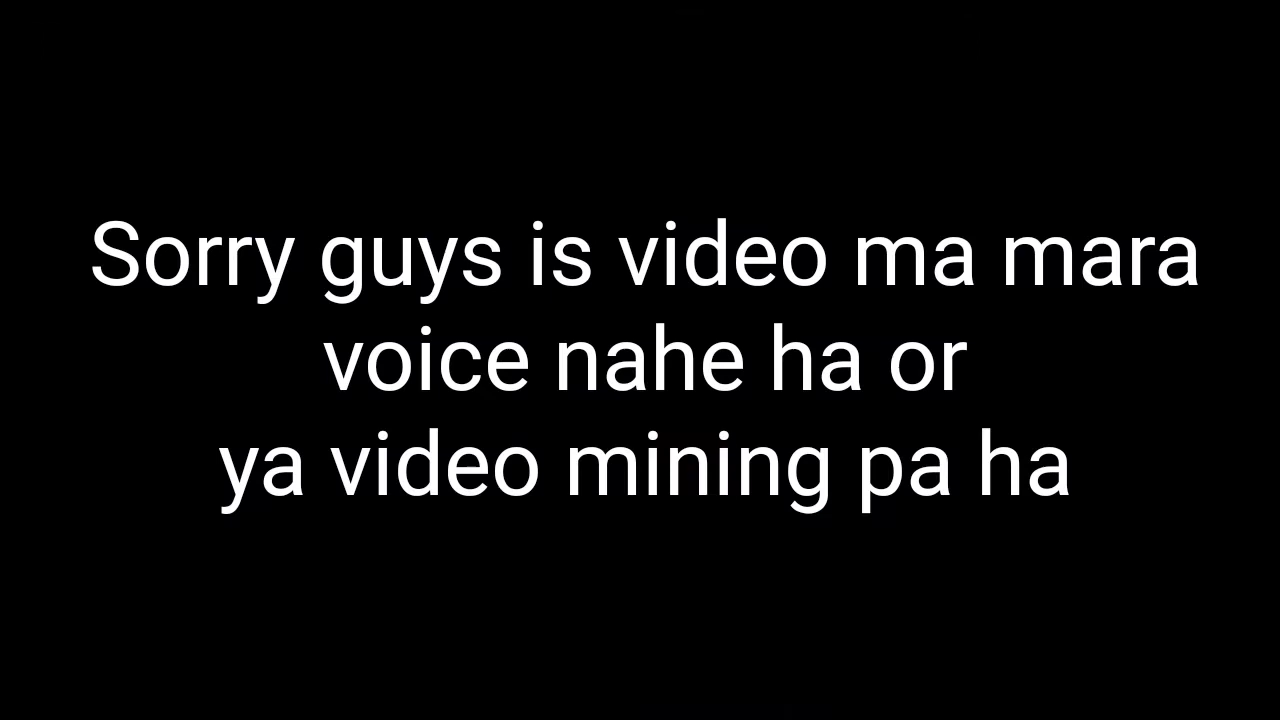 Sorry guys is video ma mara
voice nahe ha or
ya video mining pa ha